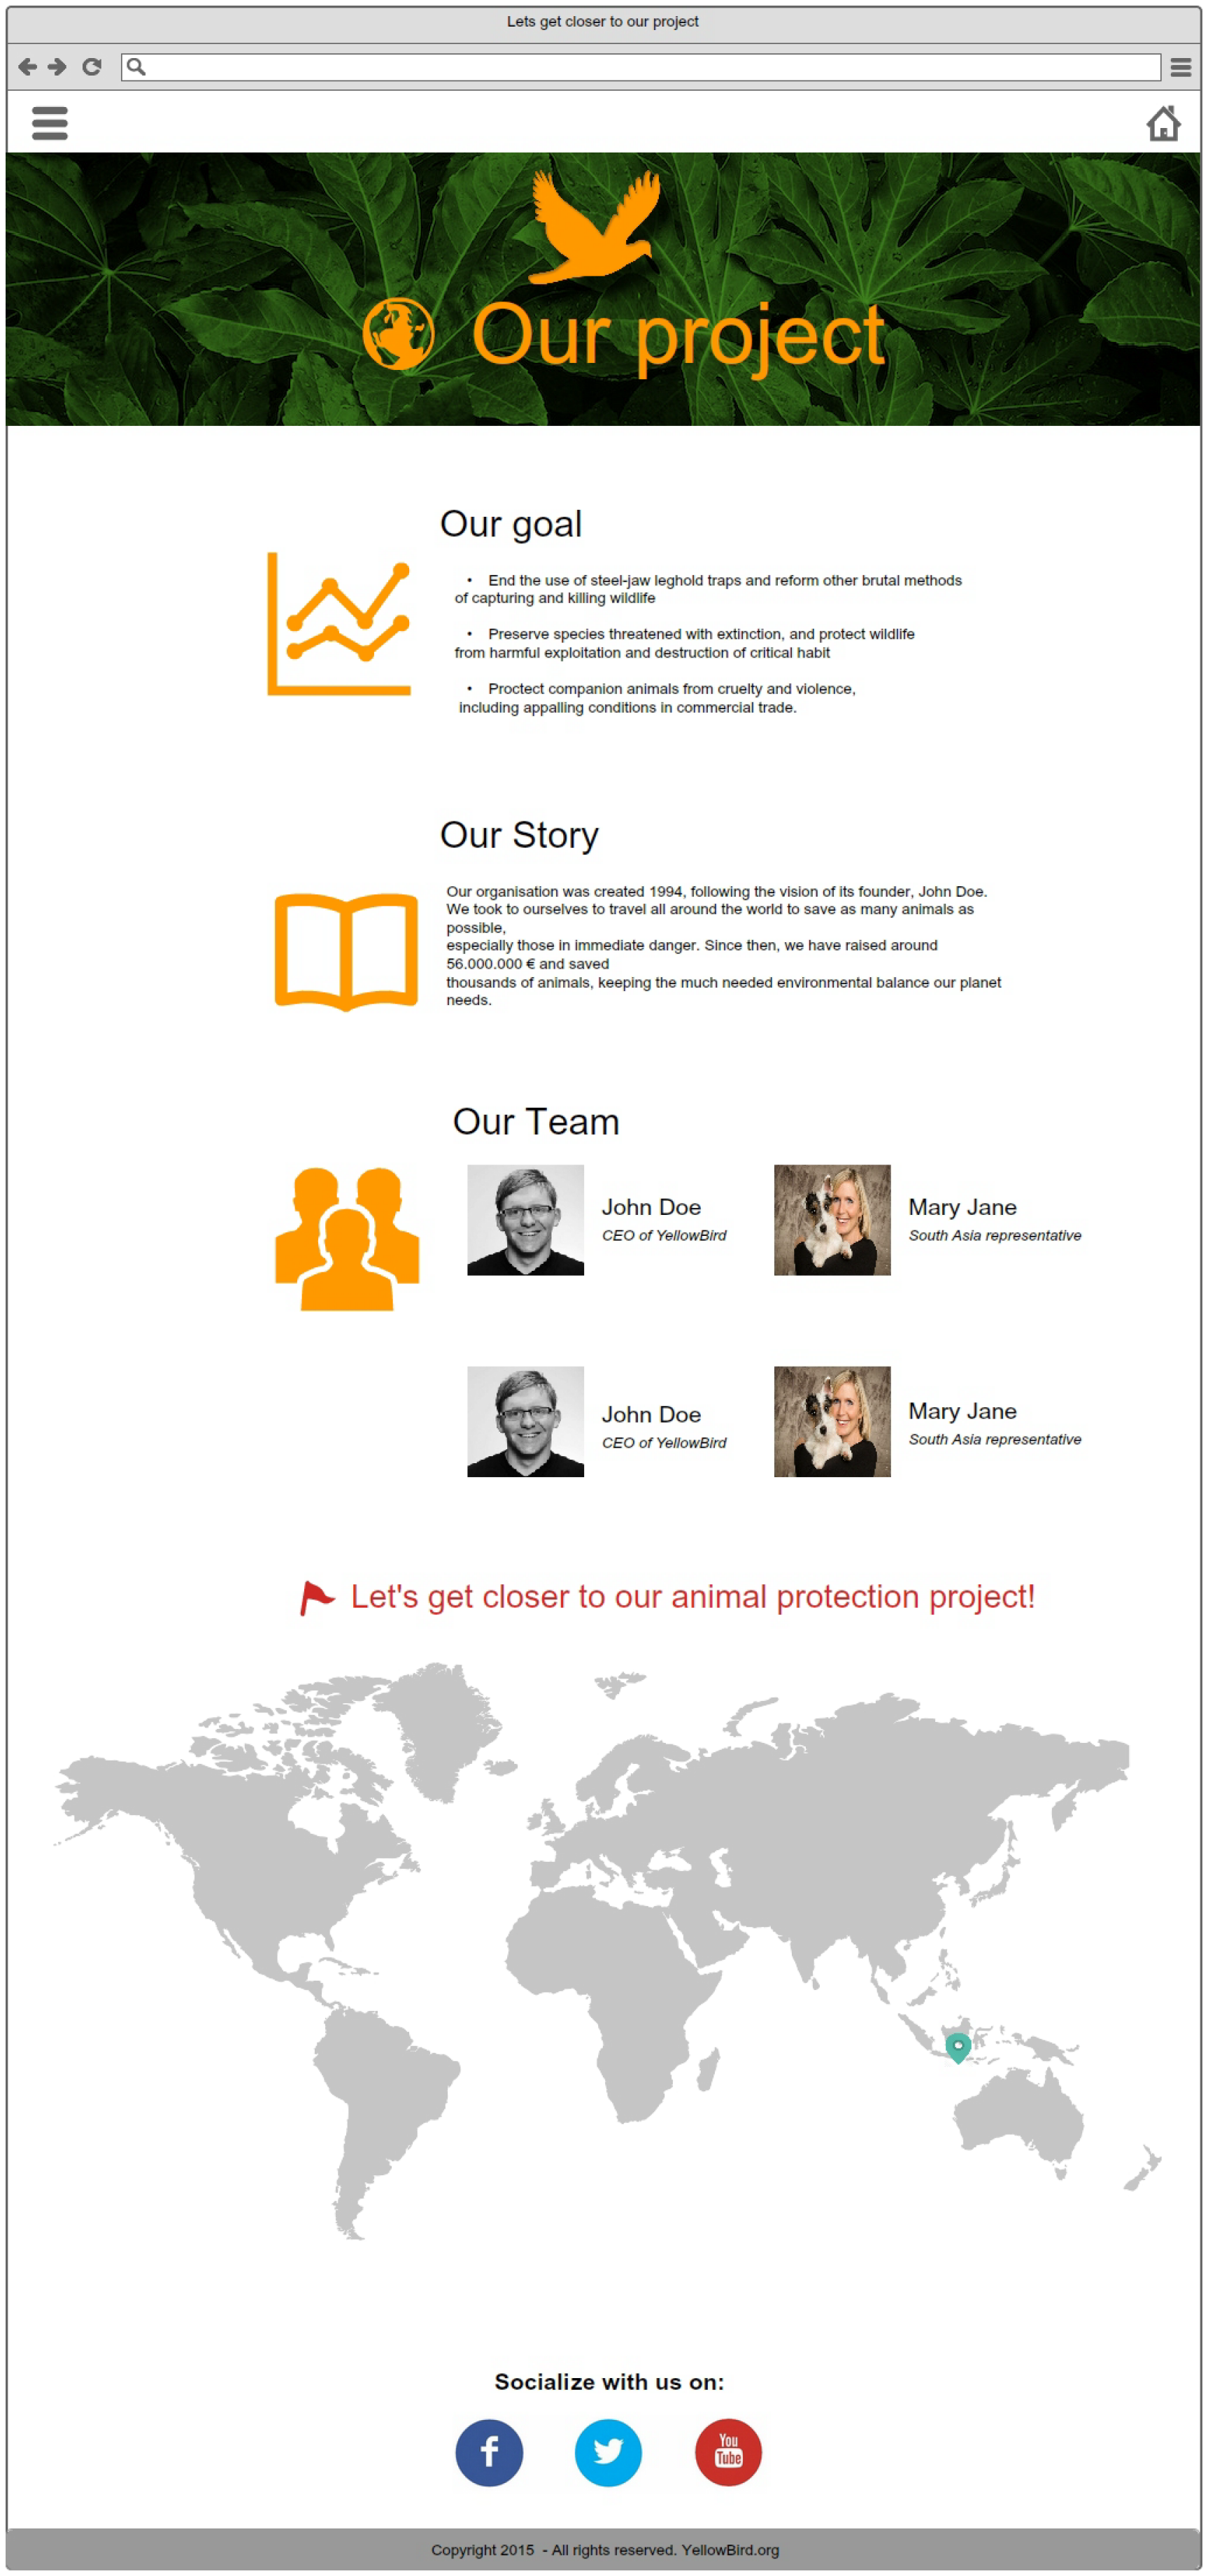 Lets get closer to our project
Our project
Our goal
• End the use of steel-jaw leghold traps and reform other brutal methods
of capturing and killing wildlife
• Preserve species threatened with extinction, and protect wildlife
from harmful exploitation and destruction of critical habit
• Proctect companion animals from cruelty and violence,
including appalling conditions in commercial trade.
Our Story
Our organisation was created 1994, following the vision of its founder, John Doe.
We took to ourselves to travel all around the world to save as many animals as
possible,
especially those in immediate danger. Since then, we have raised around
56.000.000 € and saved
thousands of animals, keeping the much needed environmental balance our planet
needs.
Our Team
John Doe
CEO of YellowBird
Mary Jane
South Asia representative
John Doe
CEO of YellowBird
Mary Jane
South Asia representative
Let's get closer to our animal protection project!
Socialize with us on:
f
You
Tube
Copyright 2015 - All rights reserved. YellowBird.org